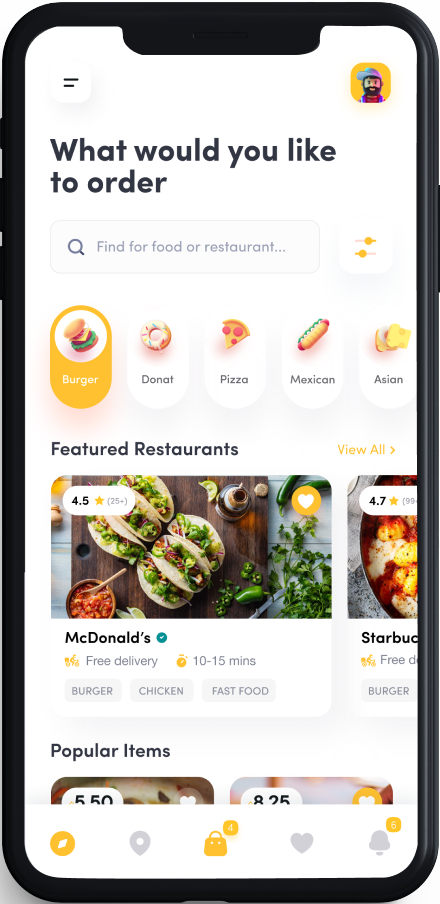 What would you like
to order
Find for food or restaurant...
Burger
Donat
Pizza
Mexican
Asian
Featured Restaurants
View All >
4.5 (25+)
4.7 (99
McDonald's
Free delivery
10-15 mins
BURGER
CHICKEN
FAST FOOD
Starbuc
Free de
BURGER
Popular Items
5.50
8.25
4
6